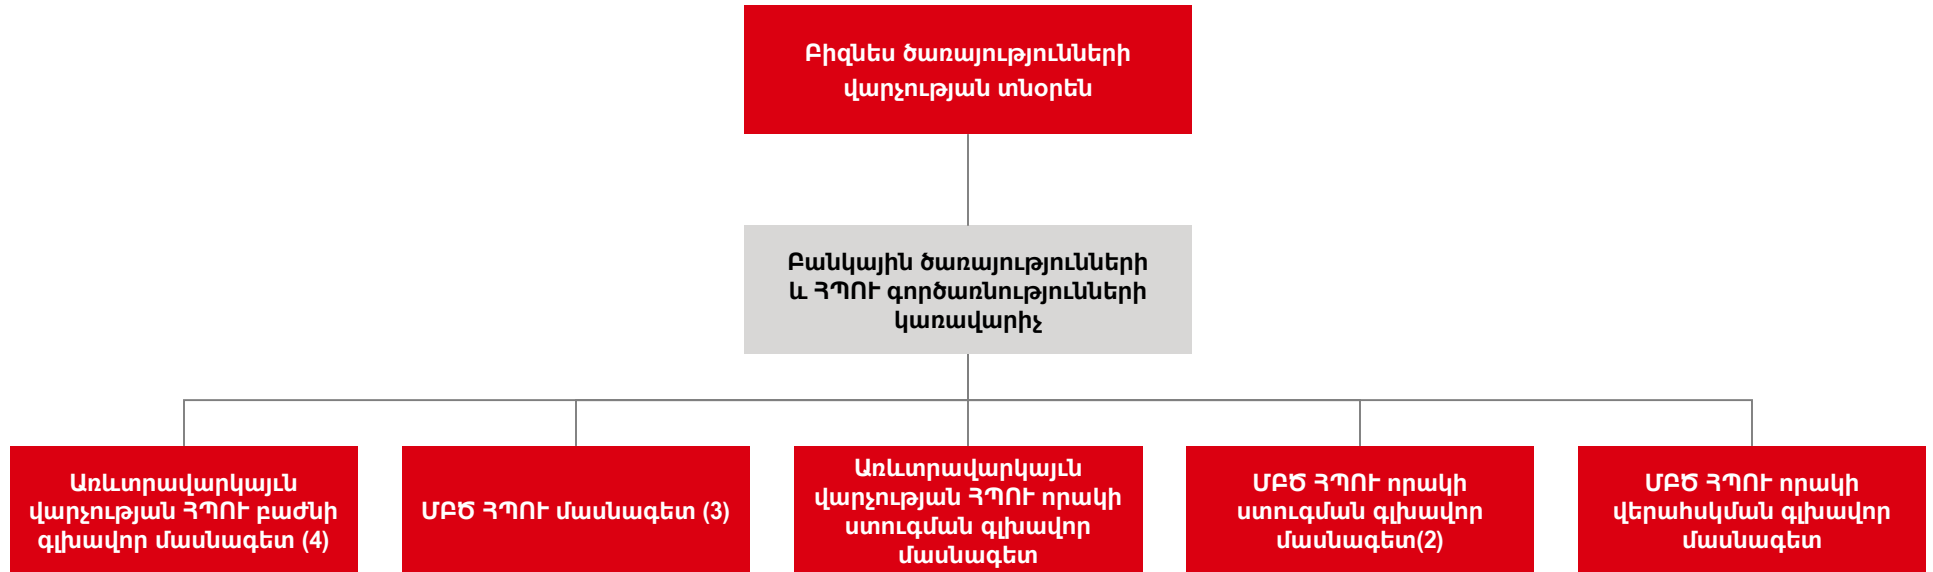 Բիզնես ծառայությունների
վարչության տնօրեն
Բանկային ծառայությունների
և ՀՊՈՒ գործառնությունների
կառավարիչ
Առևտրավարկայւն
վարչության ՀՊՈՒ բաժնի
գլխավոր մասնագետ (4)
ՄԲԾ ՀՊՈՒ մասնագետ (3)
Առևտրավարկայւն
վարչության ՀՊՈՒ որակի
ստուգման գլխավոր
մասնագետ
ՄԲԾ ՀՊՈՒ որակի
ստուգման գլխավոր
մասնագետ(2)
ՄԲԾ ՀՊՈՒ որակի
վերահսկման գլխավոր
մասնագետ